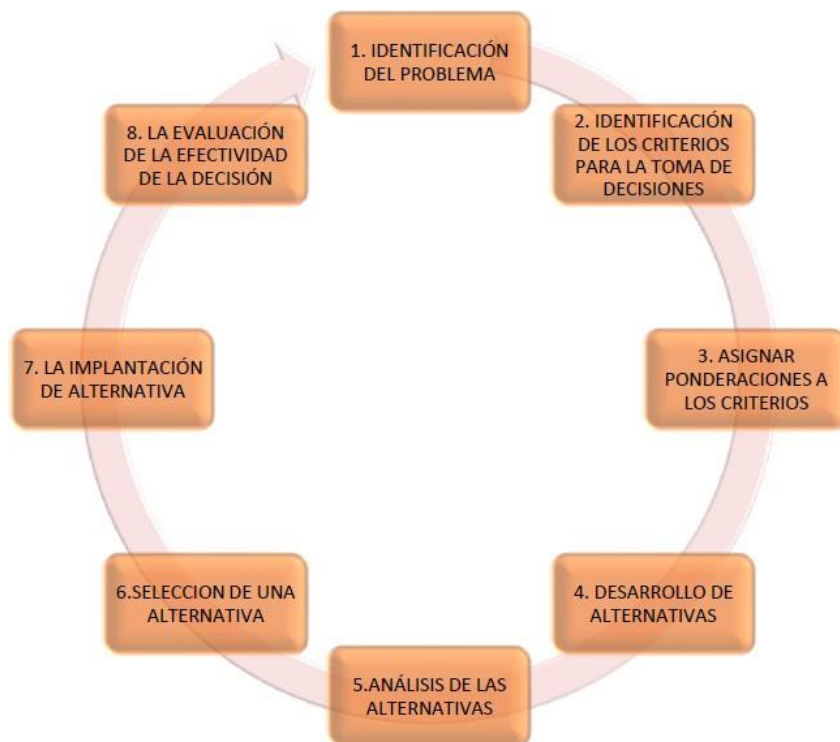 1. IDENTIFICACIÓN
DEL PROBLEMA
2. IDENTIFICACIÓN
DE LOS CRITERIOS
PARA LA TOMA DE
DECISIONES
3. ASIGNAR
PONDERACIONES A
LOS CRITERIOS
4. DESARROLLO DE
ALTERNATIVAS
5.ANÁLISIS DE LAS
ALTERNATIVAS
6.SELECCION DE UNA
ALTERNATIVA
7. LA IMPLANTACIÓN
DE ALTERNATIVA
8. LA EVALUACIÓN
DE LA EFECTIVIDAD
DE LA DECISIÓN